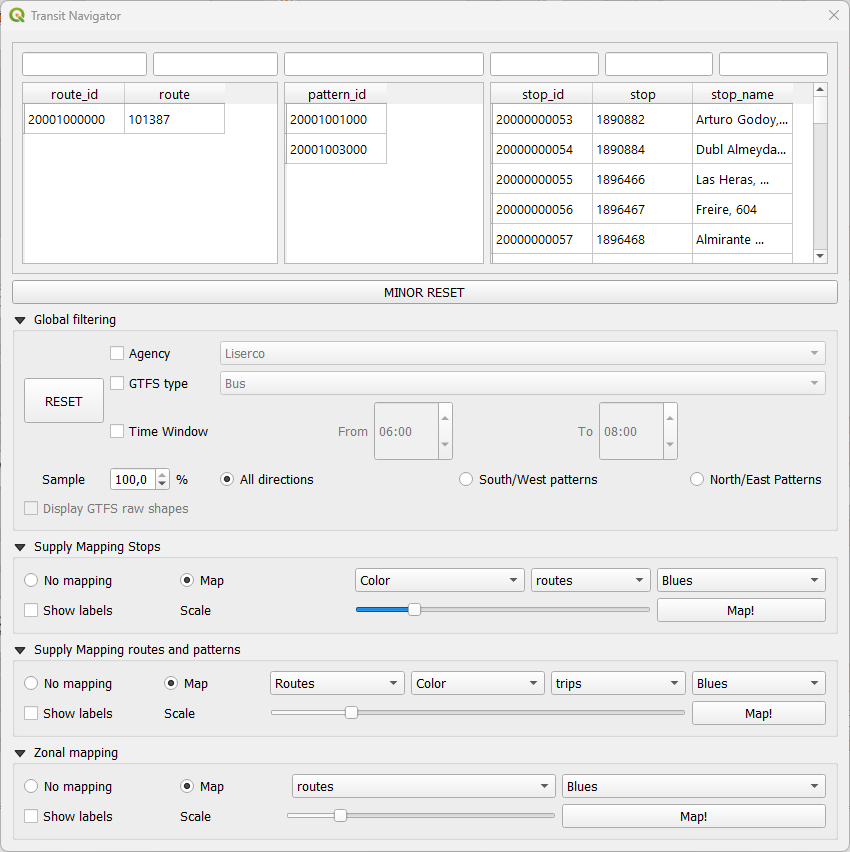 Transit Navigator
route_id route
20001000000 101387
pattern_id
20001001000
20001003000
stop_id stop stop_name
20000000053 1890882 Arturo Godoy,...
20000000054 1890884 Dubl Almeyda...
20000000055 1896466 Las Heras, ...
20000000056 1896467 Freire, 604
20000000057 1896468 Almirante ...
MINOR RESET
Global filtering
RESET
Agency Liserco
GTFS type Bus
Time Window From 06:00 To 08:00
Sample 100,0 % All directions South/West patterns North/East Patterns
Display GTFS raw shapes
Supply Mapping Stops
No mapping Map Color routes Blues
Show labels Scale Map!
Supply Mapping routes and patterns
No mapping Map Routes Color trips Blues
Show labels Scale Map!
Zonal mapping
No mapping Map routes Blues
Show labels Scale Map!